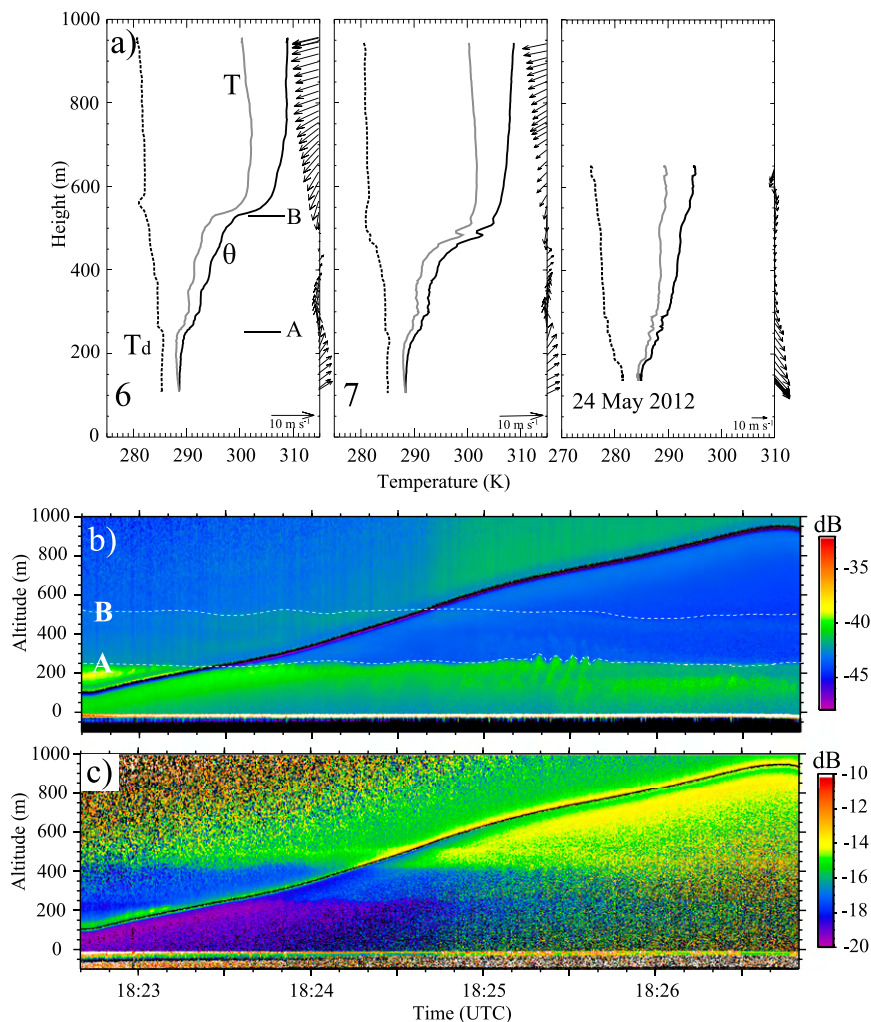 a)
1000
800
600
400
200
0
Height (m)
T
B
θ
A
Td
6
7
24 May 2012
10 m s⁻¹
10 m s⁻¹
10 m s⁻¹
280 290 300 310
280 290 300 310
270 280 290 300 310
Temperature (K)
b)
1000
800
600
400
200
0
Altitude (m)
B
A
dB
-35
-40
-45
c)
1000
800
600
400
200
0
Altitude (m)
dB
-10
-12
-14
-16
-18
-20
18:23 18:24 18:25 18:26
Time (UTC)